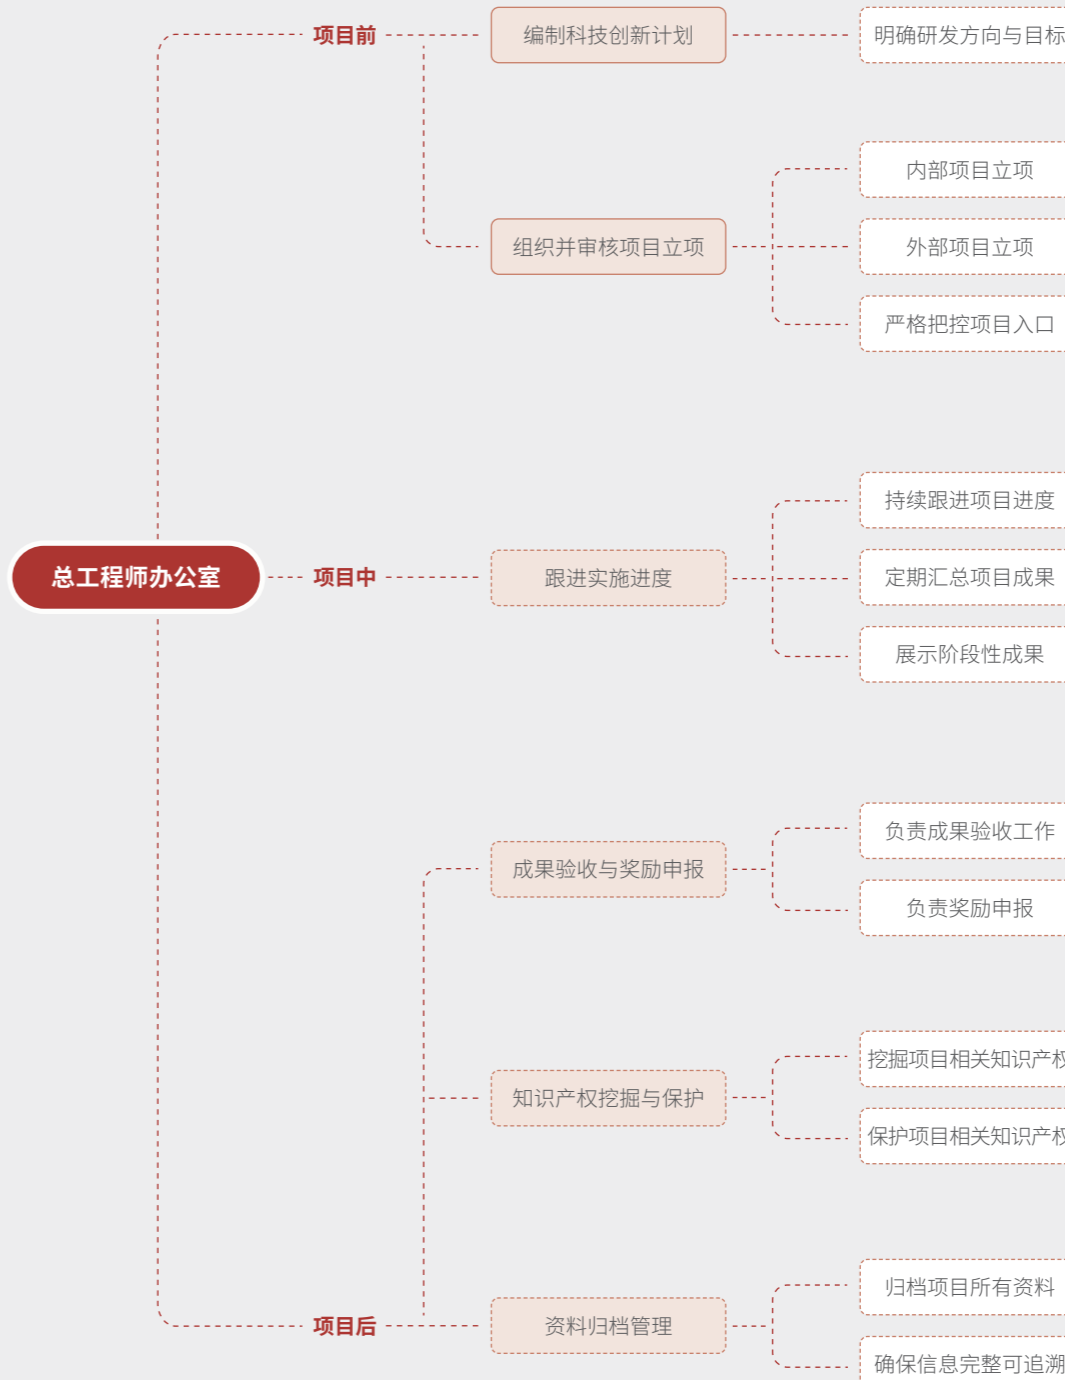 总工程师办公室
项目前
编制科技创新计划
明确研发方向与目标
组织并审核项目立项
内部项目立项
外部项目立项
严格把控项目入口
项目中
跟进实施进度
持续跟进项目进度
定期汇总项目成果
展示阶段性成果
项目后
成果验收与奖励申报
负责成果验收工作
负责奖励申报
知识产权挖掘与保护
挖掘项目相关知识产权
保护项目相关知识产权
资料归档管理
归档项目所有资料
确保信息完整可追溯